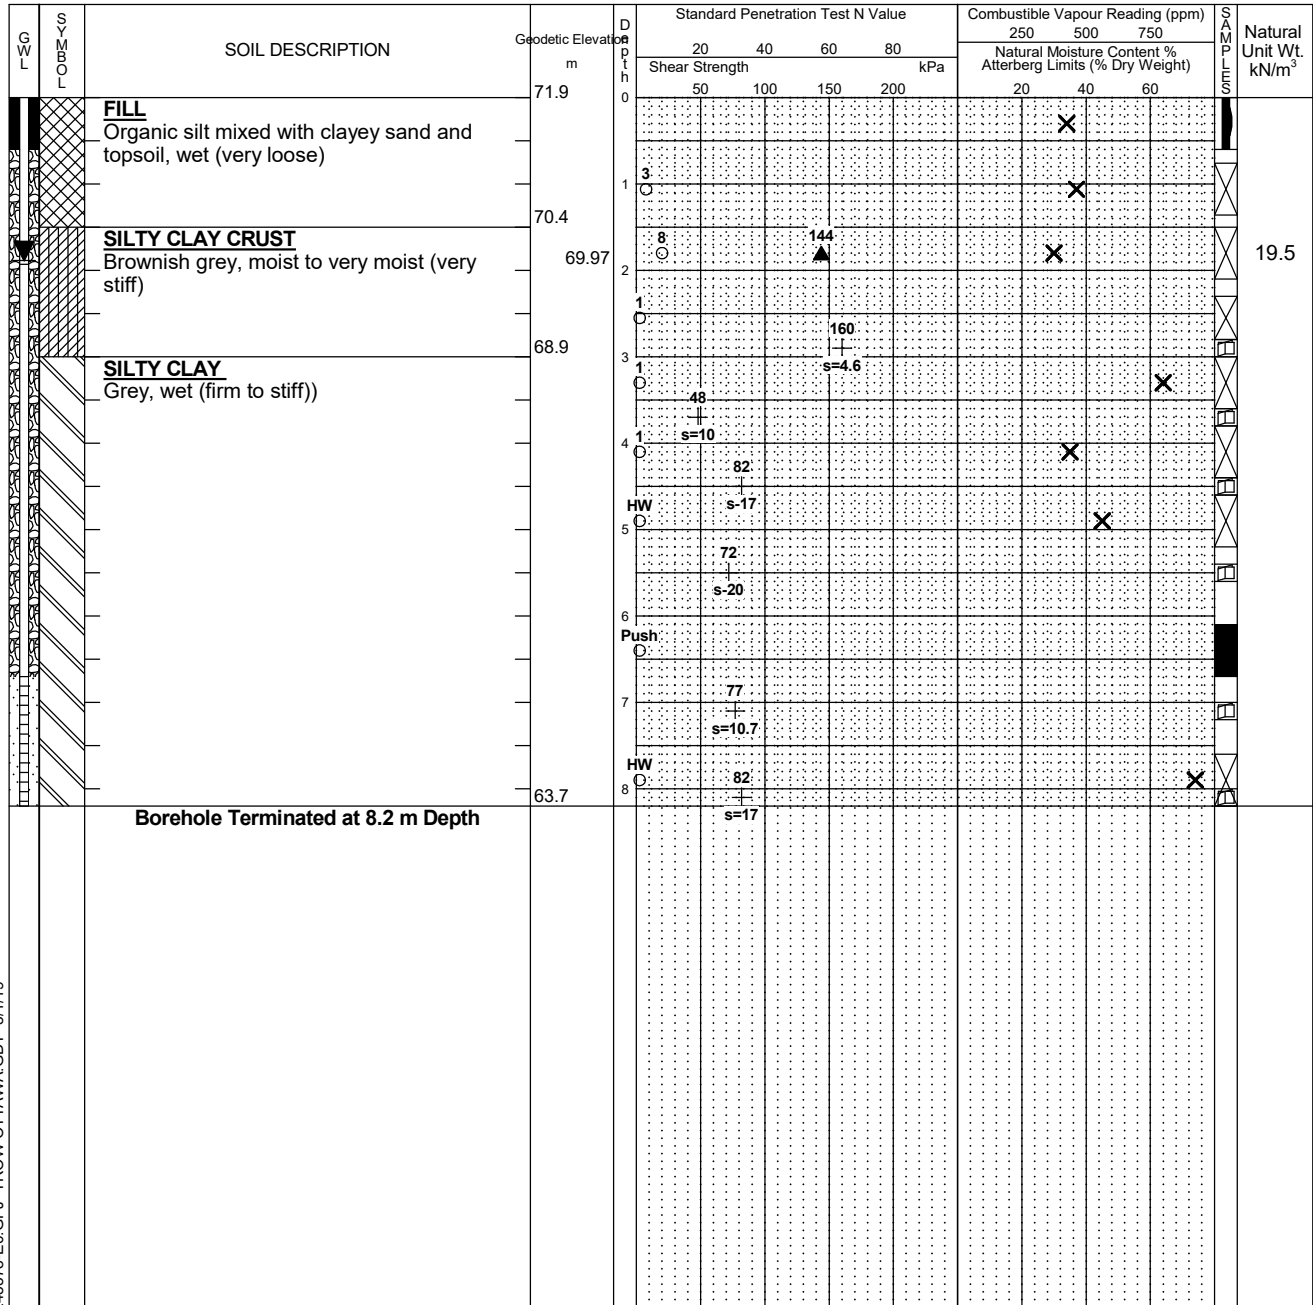 GWL
SYMBOL
SOIL DESCRIPTION
Geodetic Elevation
m
Depth
Standard Penetration Test N Value
20 40 60 80
Shear Strength kPa
50 100 150 200
Combustible Vapour Reading (ppm)
250 500 750
Natural Moisture Content %
Atterberg Limits (% Dry Weight)
20 40 60
SAMPLES
Natural
Unit Wt.
kN/m³
71.9
0
FILL
Organic silt mixed with clayey sand and
topsoil, wet (very loose)
3
1
70.4
SILTY CLAY CRUST
Brownish grey, moist to very moist (very
stiff)
69.97
8
144
19.5
2
1
160
s=4.6
68.9
3
SILTY CLAY
Grey, wet (firm to stiff))
1
48
s=10
1
4
82
s-17
HW
5
72
s-20
6
Push
7
77
s=10.7
HW
82
s=17
63.7
8
Borehole Terminated at 8.2 m Depth